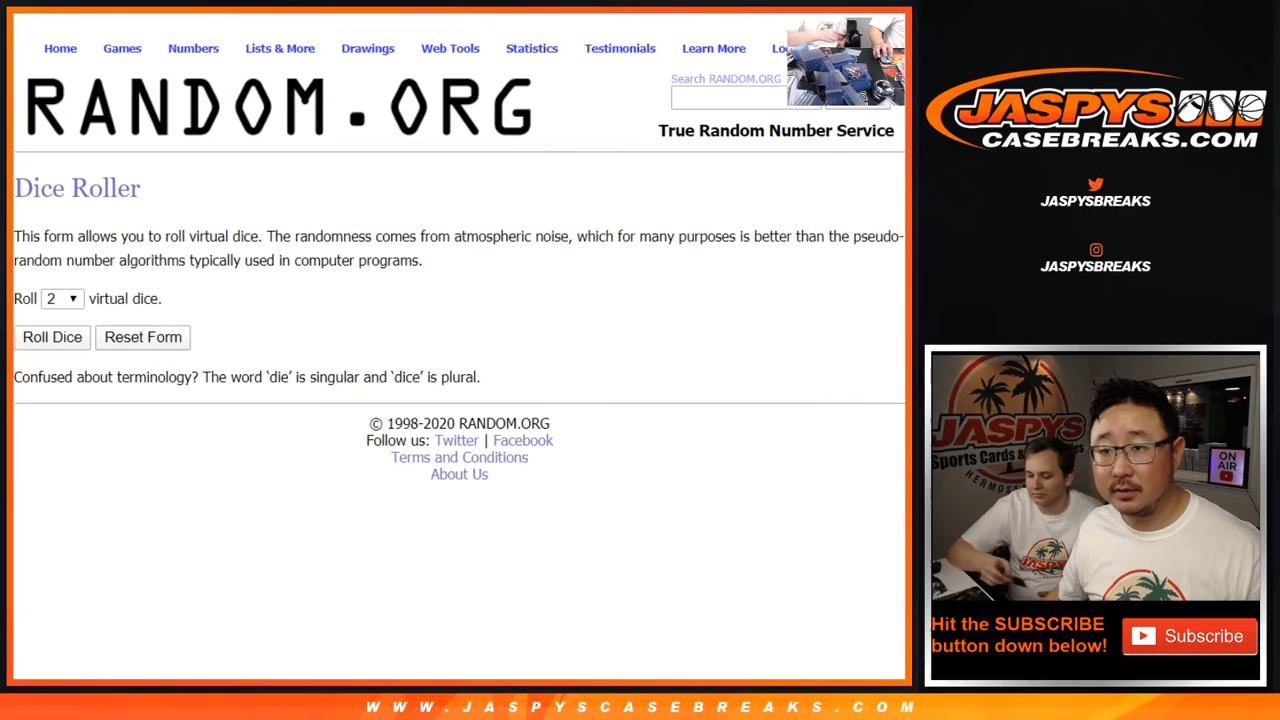 Home Games Numbers Lists & More Drawings Web Tools Statistics Testimonials Learn More
RANDOM.ORG
Search RANDOM.ORG
True Random Number Service
Dice Roller
This form allows you to roll virtual dice. The randomness comes from atmospheric noise, which for many purposes is better than the pseudo-
random number algorithms typically used in computer programs.
Roll 2 virtual dice.
Roll Dice Reset Form
Confused about terminology? The word ‘die’ is singular and ‘dice’ is plural.
© 1998-2020 RANDOM.ORG
Follow us: Twitter | Facebook
Terms and Conditions
About Us
JASPYS
CASEBREAKS.COM
JASPYSBREAKS
JASPYSBREAKS
JASPYS
Sports Cards
HERMOSA
ON
AIR
Hit the SUBSCRIBE
button down below!
Subscribe
WWW.JASPYSCASEBREAKS.COM